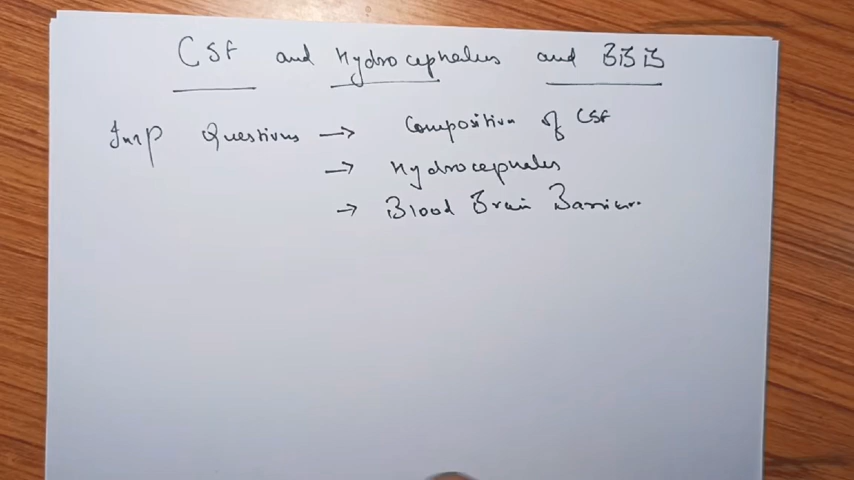 CSF and Hydrocephalus and BBB
Imp Questions → Composition of CSF
→ Hydrocephalus
→ Blood Brain Barrier.